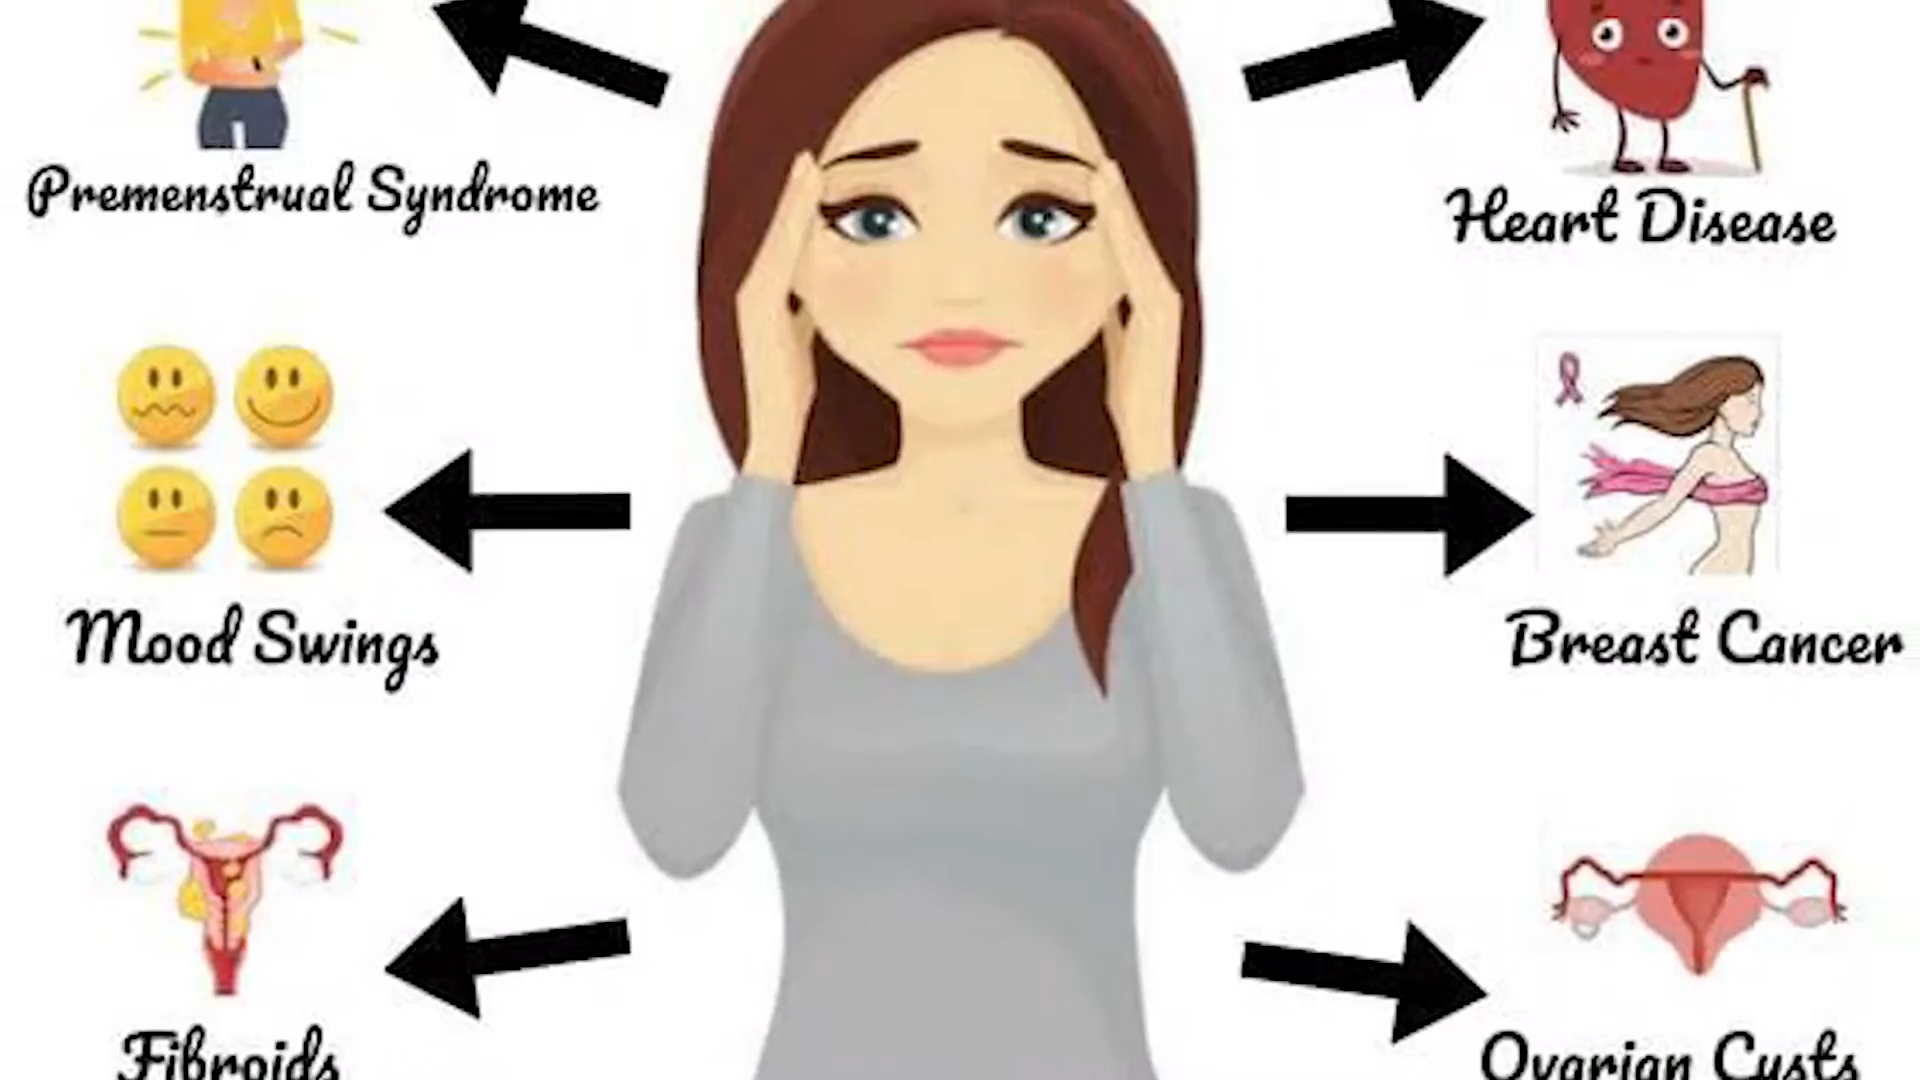 Premenstrual Syndrome
Heart Disease
Mood Swings
Breast Cancer
Fibroids
Ovarian Cysts